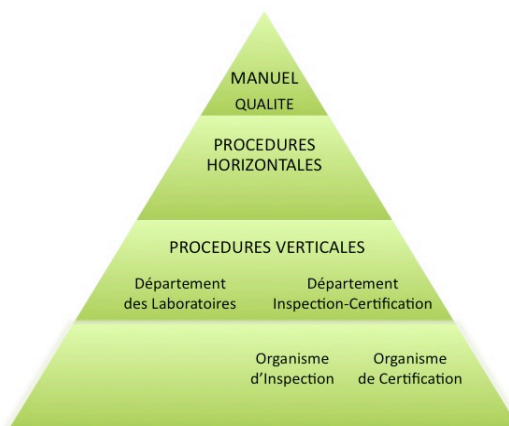 MANUEL
QUALITE
PROCEDURES
HORIZONTALES
PROCEDURES VERTICALES
Département
des Laboratoires
Département
Inspection-Certification
Organisme
d’Inspection
Organisme
de Certification